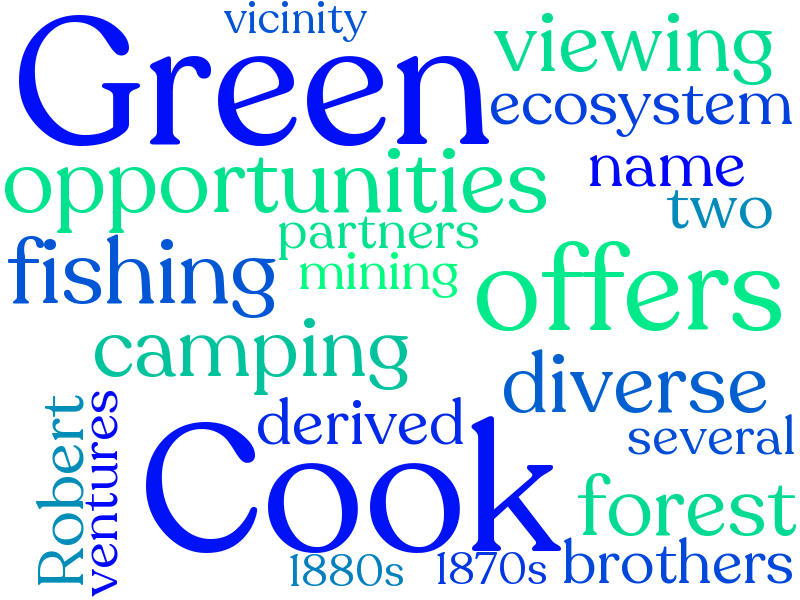 vicinity
Green
viewing
ecosystem
opportunities
name
two
partners
fishing
mining
offers
camping
diverse
Robert
ventures
derived
several
Cook
forest
1880s
1870s
brothers